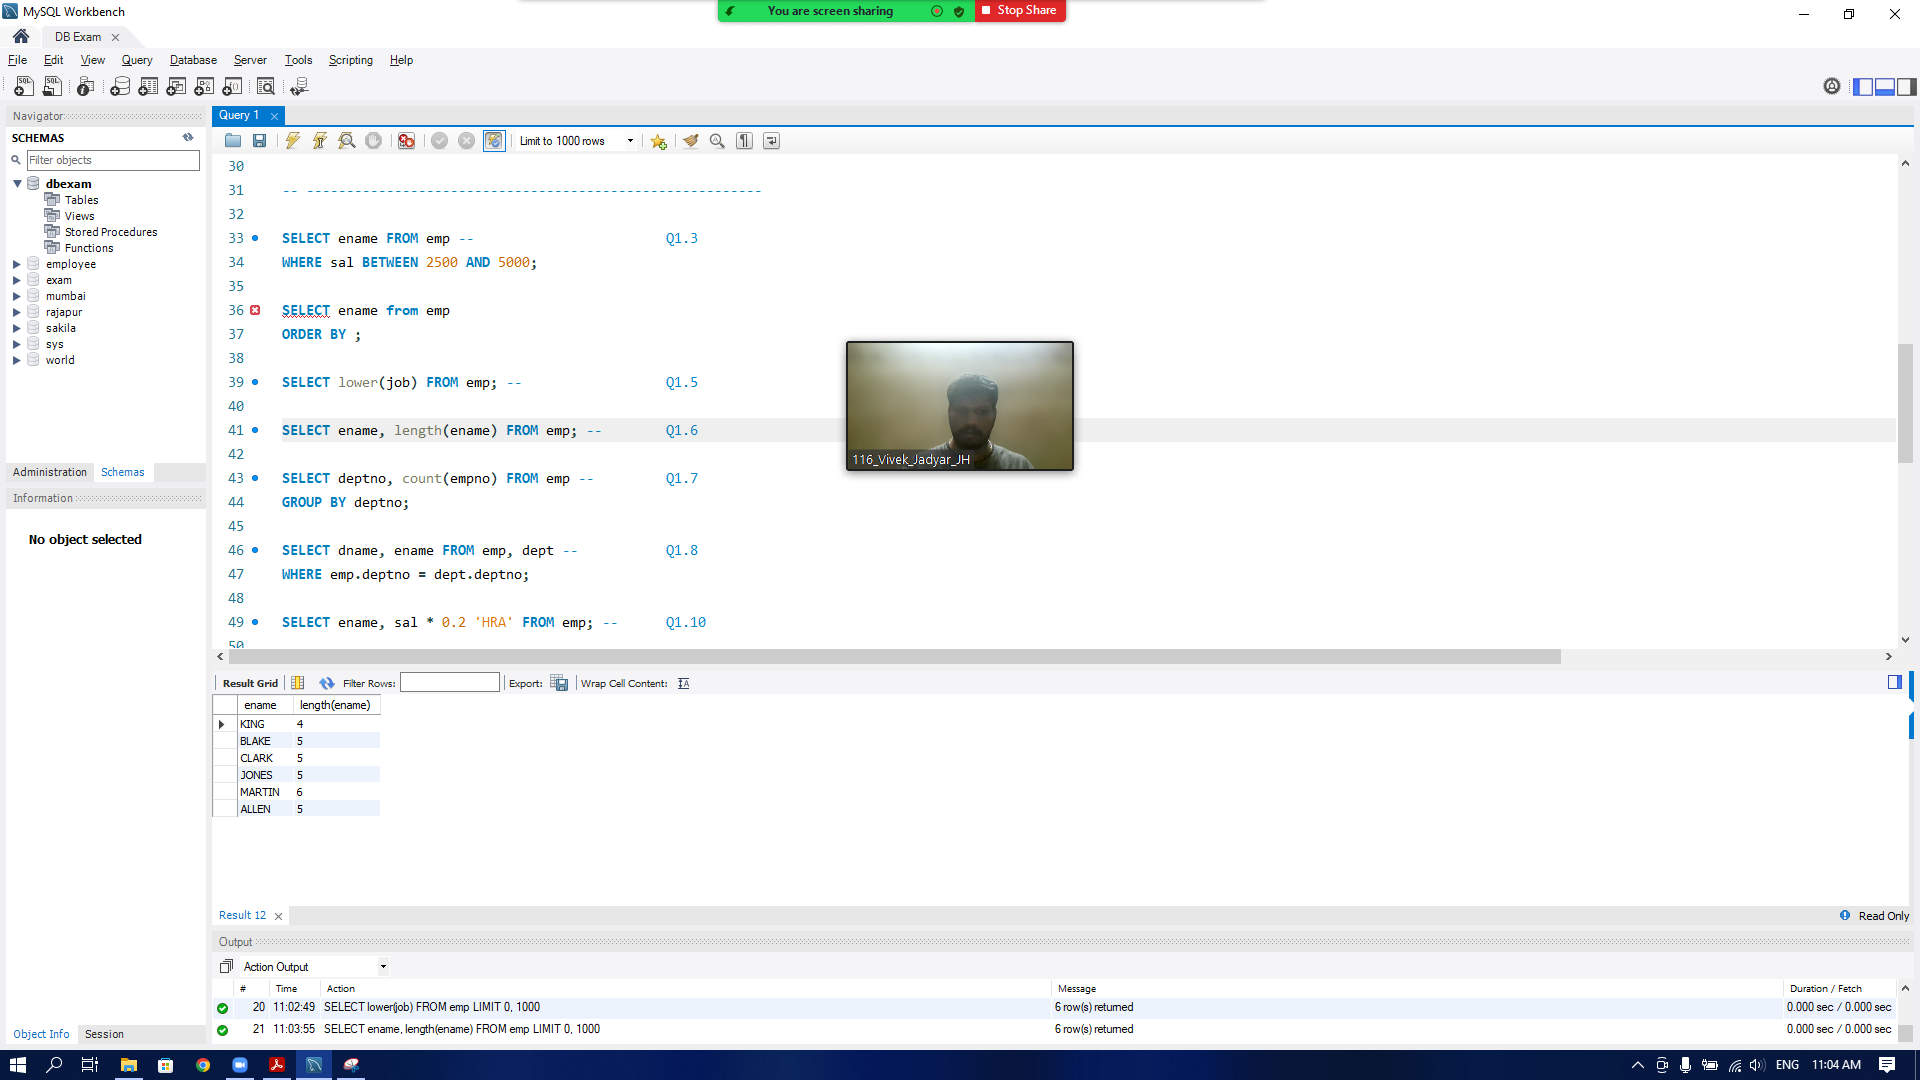 MySQL Workbench
You are screen sharing
Stop Share
DB Exam
File Edit View Query Database Server Tools Scripting Help
Navigator
SCHEMAS
Filter objects
dbexam
Tables
Views
Stored Procedures
Functions
employee
exam
mumbai
rajapur
sakila
sys
world
Administration Schemas
Information
No object selected
Object Info Session
Query 1
Limit to 1000 rows
30
31 -- ---------------------------------------------------------
32
33 SELECT ename FROM emp -- Q1.3
34 WHERE sal BETWEEN 2500 AND 5000;
35
36 SELECT ename from emp
37 ORDER BY ;
38
39 SELECT lower(job) FROM emp; -- Q1.5
40
41 SELECT ename, length(ename) FROM emp; -- Q1.6
42
43 SELECT deptno, count(empno) FROM emp -- Q1.7
44 GROUP BY deptno;
45
46 SELECT dname, ename FROM emp, dept -- Q1.8
47 WHERE emp.deptno = dept.deptno;
48
49 SELECT ename, sal * 0.2 'HRA' FROM emp; -- Q1.10
50
116_Vivek_Jadyar_JH
Result Grid Filter Rows: Export: Wrap Cell Content:
ename length(ename)
KING 4
BLAKE 5
CLARK 5
JONES 5
MARTIN 6
ALLEN 5
Result 12 Read Only
Output
Action Output
# Time Action Message Duration / Fetch
20 11:02:49 SELECT lower(job) FROM emp LIMIT 0, 1000 6 row(s) returned 0.000 sec / 0.000 sec
21 11:03:55 SELECT ename, length(ename) FROM emp LIMIT 0, 1000 6 row(s) returned 0.000 sec / 0.000 sec
ENG 11:04 AM